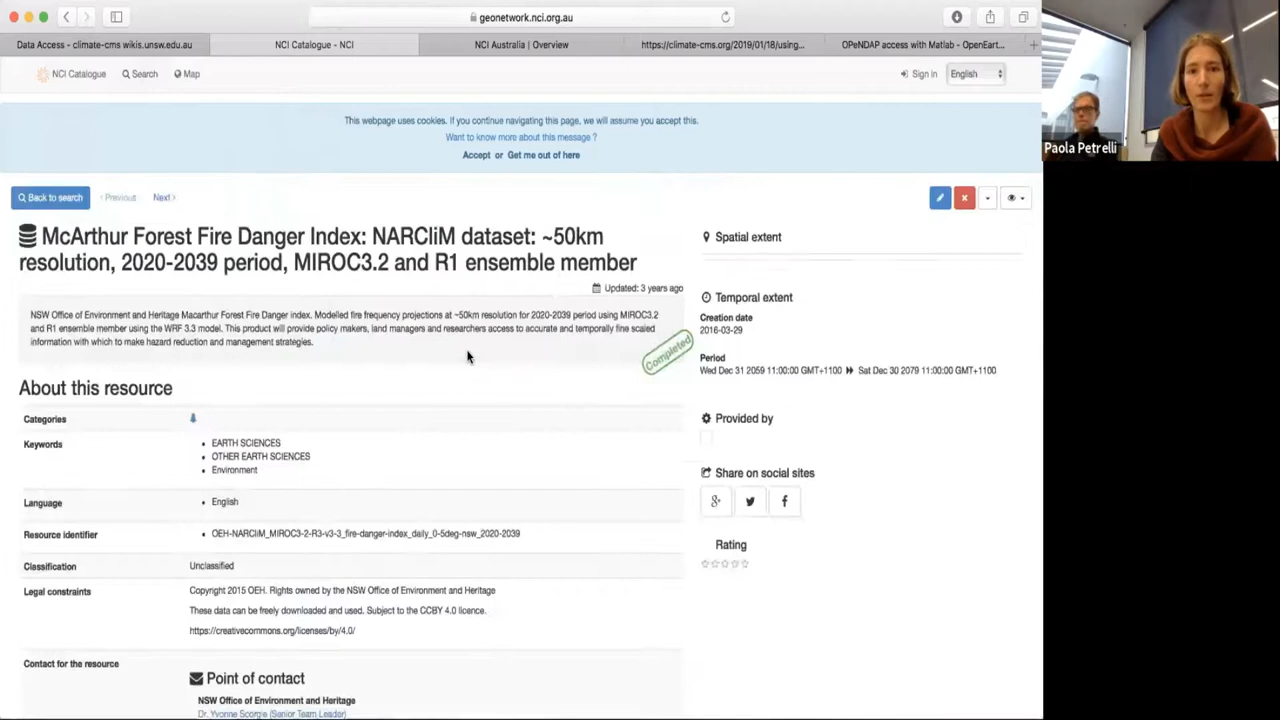 geonetwork.nci.org.au
Data Access - climate-cms wikis.unsw.edu.au
NCI Catalogue - NCI
NCI Australia | Overview
https://climate-cms.org/2019/01/18/using...
OPeNDAP access with Matlab - OpenEart...
NCI Catalogue
Search
Map
Sign in
English
This webpage uses cookies. If you continue navigating this page, we will assume you accept this.
Want to know more about this message ?
Accept or Get me out of here
Back to search
Previous
Next
McArthur Forest Fire Danger Index: NARCliM dataset: ~50km
resolution, 2020-2039 period, MIROC3.2 and R1 ensemble member
Updated: 3 years ago
NSW Office of Environment and Heritage Macarthur Forest Fire Danger index. Modelled fire frequency projections at ~50km resolution for 2020-2039 period using MIROC3.2
and R1 ensemble member using the WRF 3.3 model. This product will provide policy makers, land managers and researchers access to accurate and temporally fine scaled
information with which to make hazard reduction and management strategies.
Completed
About this resource
Categories
Keywords
EARTH SCIENCES
OTHER EARTH SCIENCES
Environment
Language
English
Resource identifier
OEH-NARCliM_MIROC3-2-R3-v3-3_fire-danger-index_daily_0-5deg-nsw_2020-2039
Classification
Unclassified
Legal constraints
Copyright 2015 OEH. Rights owned by the NSW Office of Environment and Heritage
These data can be freely downloaded and used. Subject to the CCBY 4.0 licence.
https://creativecommons.org/licenses/by/4.0/
Contact for the resource
Point of contact
NSW Office of Environment and Heritage
Dr. Yvonne Scorgie (Senior Team Leader)
Spatial extent
Temporal extent
Creation date
2016-03-29
Period
Wed Dec 31 2059 11:00:00 GMT+1100
Sat Dec 30 2079 11:00:00 GMT+1100
Provided by
Share on social sites
Rating
Paola Petrelli